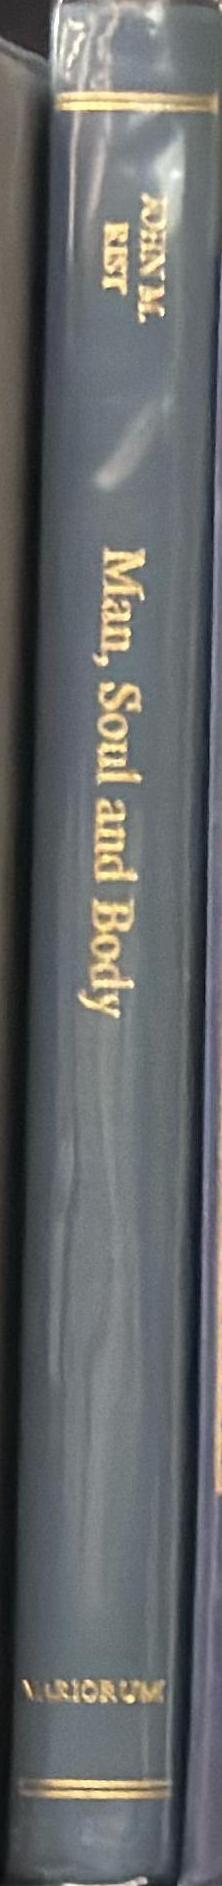 JOHN M.
RIST
Man, Soul and Body
VARIORUM